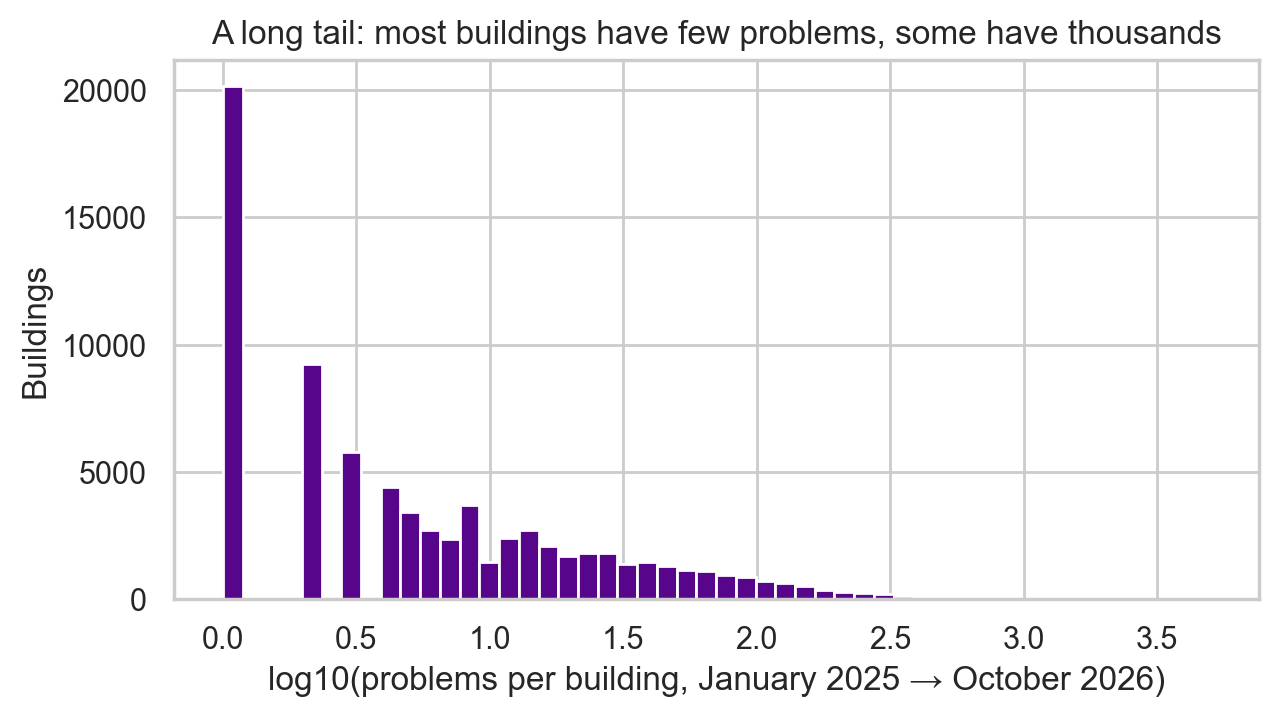 A long tail: most buildings have few problems, some have thousands
20000
15000
10000
5000
0
Buildings
0.0 0.5 1.0 1.5 2.0 2.5 3.0 3.5
log10(problems per building, January 2025 → October 2026)